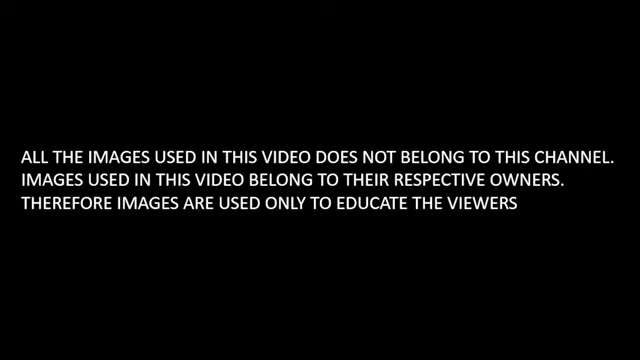 ALL THE IMAGES USED IN THIS VIDEO DOES NOT BELONG TO THIS CHANNEL.
IMAGES USED IN THIS VIDEO BELONG TO THEIR RESPECTIVE OWNERS.
THEREFORE IMAGES ARE USED ONLY TO EDUCATE THE VIEWERS